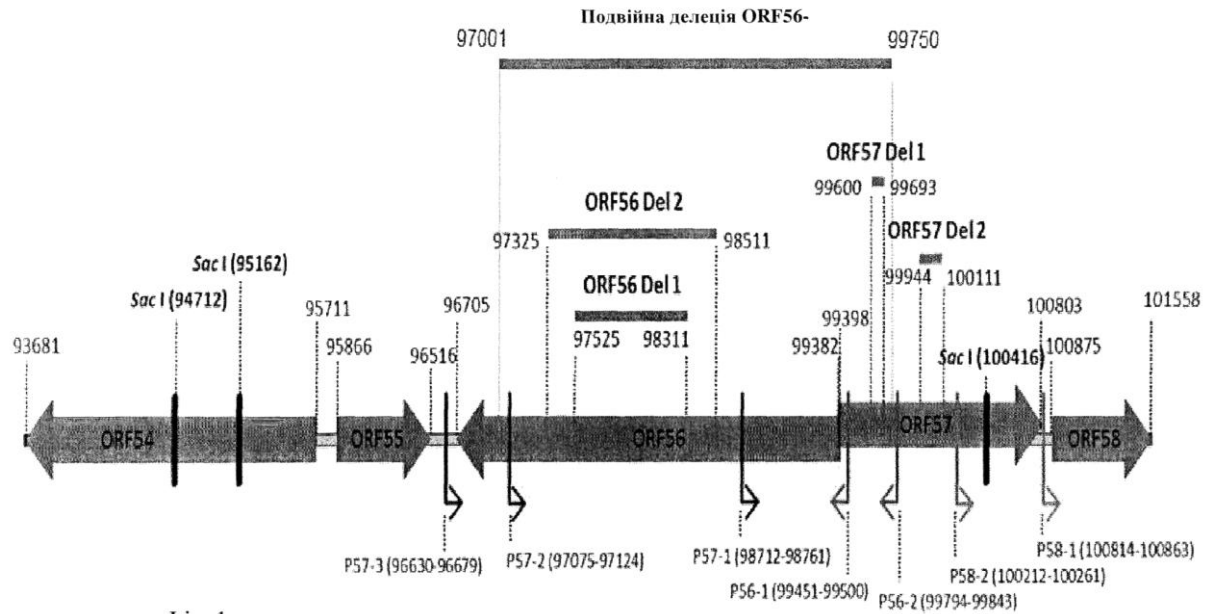 Подвійна делеція ORF56-
97001 99750
ORF57 Del 1
99600 99693
ORF56 Del 2
97325 98511
ORF57 Del 2
99944 100111
Sac I (95162)
Sac I (94712)
ORF56 Del 1
97525 98311
95711
96705
99398
100803
101558
93681
95866
96516
99382
Sac I (100416)
100875
ORF54
ORF55
ORF56
ORF57
ORF58
P57-3 (96630-96679)
P57-2 (97075-97124)
P57-1 (98712-98761)
P56-1 (99451-99500)
P56-2 (99794-99843)
P58-2 (100212-100261)
P58-1 (100814-100863)